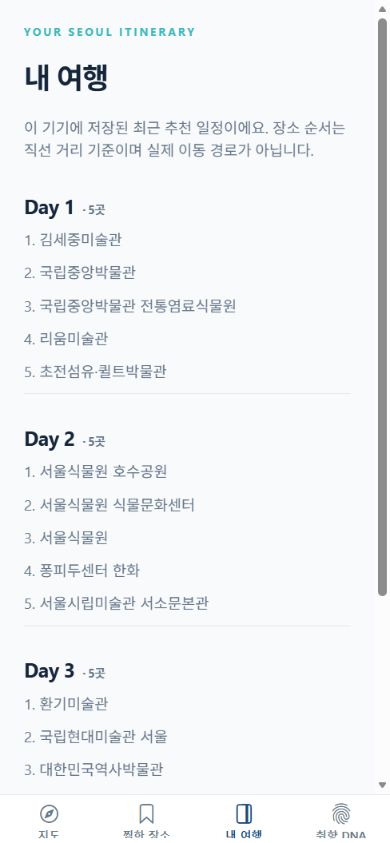 YOUR SEOUL ITINERARY
내 여행
이 기기에 저장된 최근 추천 일정이에요. 장소 순서는
직선 거리 기준이며 실제 이동 경로가 아닙니다.
Day 1 · 5곳
1. 김세중미술관
2. 국립중앙박물관
3. 국립중앙박물관 전통염료식물원
4. 리움미술관
5. 초전섬유·퀼트박물관
Day 2 · 5곳
1. 서울식물원 호수공원
2. 서울식물원 식물문화센터
3. 서울식물원
4. 퐁피두센터 한화
5. 서울시립미술관 서소문본관
Day 3 · 5곳
1. 환기미술관
2. 국립현대미술관 서울
3. 대한민국역사박물관
지도 찜한 장소 내 여행 취향 DNA